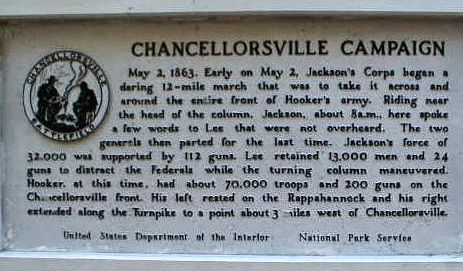 CHANCELLORSVILLE
BATTLEFIELD
CHANCELLORSVILLE CAMPAIGN
May 2, 1863. Early on May 2, Jackson's Corps began a
daring 12-mile march that was to take it across and
around the entire front of Hooker's army. Riding near
the head of the column, Jackson, about 8a.m., here spoke
a few words to Lee that were not overheard. The two
generals then parted for the last time. Jackson's force of
32,000 was supported by 112 guns. Lee retained 13,000 men and 24
guns to distract the Federals while the turning column maneuvered.
Hooker, at this time, had about 70,000 troops and 200 guns on the
Chancellorsville front. His left rested on the Rappahannock and his right
extended along the Turnpike to a point about 3 miles west of Chancellorsville.
United States Department of the Interior National Park Service